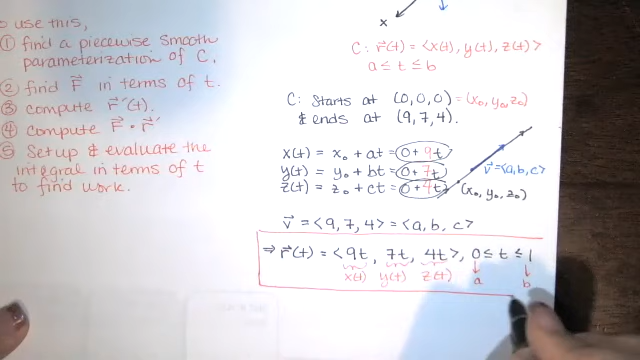 use this,
① find a piecewise smooth
parameterization of C.
② find F⃗ in terms of t.
③ compute r⃗'(t).
④ compute F⃗ • r⃗'
⑤ Setup & evaluate the
integral in terms of t
to find work.
x
C: r⃗(t) = <x(t), y(t), z(t)>
a ≤ t ≤ b
C: Starts at (0,0,0) = (x₀, y₀, z₀)
& ends at (9,7,4).
x(t) = x₀ + at = 0 + 9t
y(t) = y₀ + bt = 0 + 7t
z(t) = z₀ + ct = 0 + 4t
v⃗ = <a,b,c>
(x₀, y₀, z₀)
v⃗ = <9,7,4> = <a,b,c>
⇒ r⃗(t) = <9t, 7t, 4t>, 0 ≤ t ≤ 1
x(t) y(t) z(t) a b